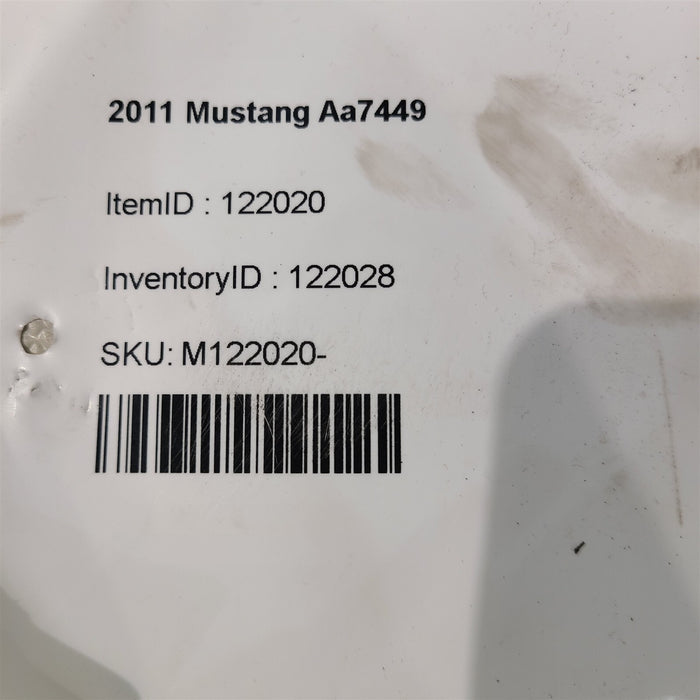 2011 Mustang Aa7449
ItemID : 122020
InventoryID : 122028
SKU: M122020-